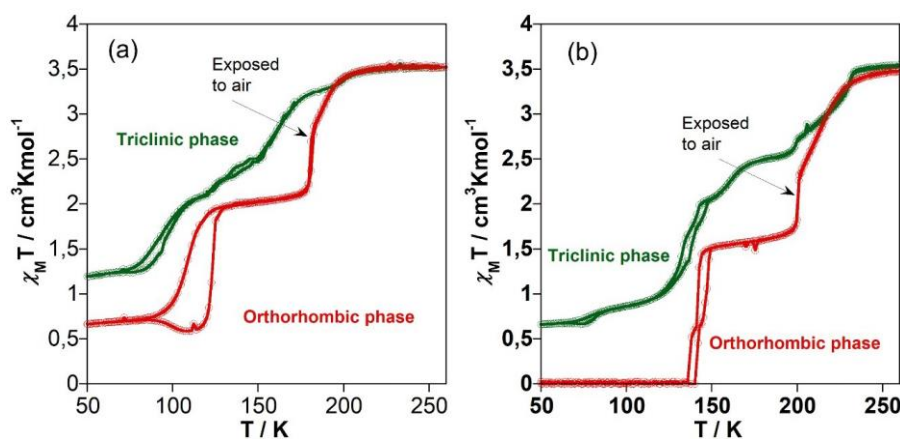 (a)
Exposed
to air
Triclinic phase
Orthorhombic phase
χ_M T / cm³Kmol⁻¹
4
3,5
3
2,5
2
1,5
1
0,5
0
50 100 150 200 250
T / K
(b)
Exposed
to air
Triclinic phase
Orthorhombic phase
χ_M T / cm³Kmol⁻¹
4
3,5
3
2,5
2
1,5
1
0,5
0
50 100 150 200 250
T / K